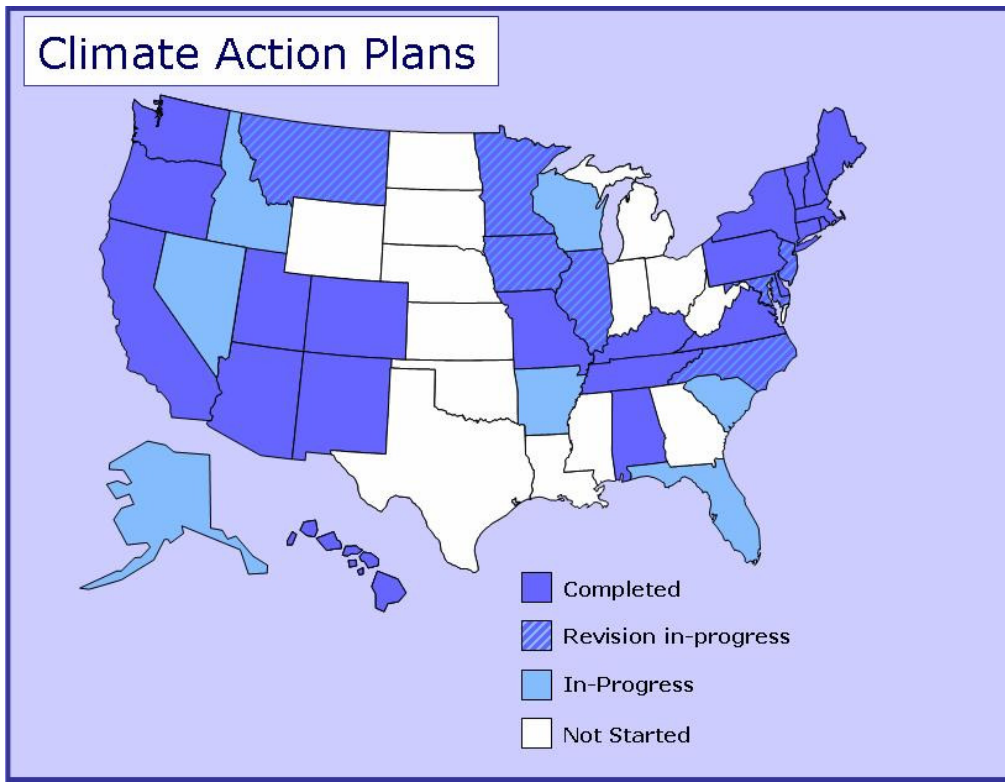 Climate Action Plans
Completed
Revision in-progress
In-Progress
Not Started